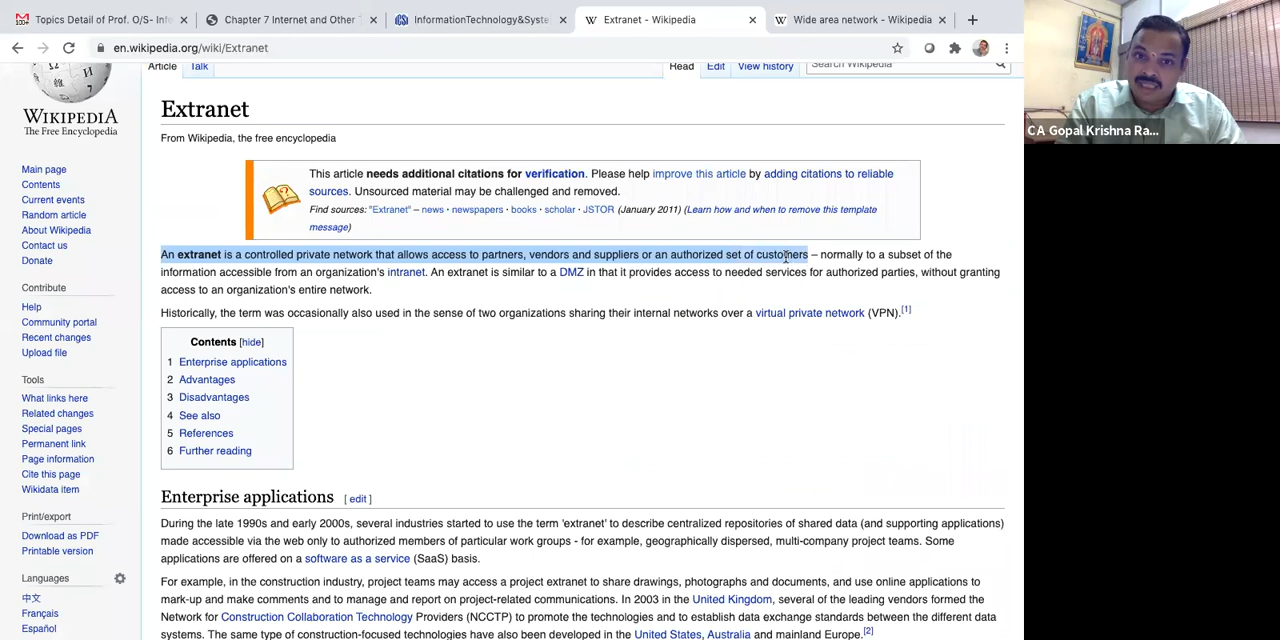 Topics Detail of Prof. O/S- Info
Chapter 7 Internet and Other T
InformationTechnology&Syste
Extranet - Wikipedia
Wide area network - Wikipedia
en.wikipedia.org/wiki/Extranet
Article Talk Read Edit View history Search Wikipedia
WIKIPEDIA
The Free Encyclopedia
Main page
Contents
Current events
Random article
About Wikipedia
Contact us
Donate
Contribute
Help
Community portal
Recent changes
Upload file
Tools
What links here
Related changes
Special pages
Permanent link
Page information
Cite this page
Wikidata item
Print/export
Download as PDF
Printable version
Languages
中文
Français
Español
Extranet
From Wikipedia, the free encyclopedia
This article needs additional citations for verification. Please help improve this article by adding citations to reliable
sources. Unsourced material may be challenged and removed.
Find sources: "Extranet" – news · newspapers · books · scholar · JSTOR (January 2011) (Learn how and when to remove this template
message)
An extranet is a controlled private network that allows access to partners, vendors and suppliers or an authorized set of customers – normally to a subset of the
information accessible from an organization's intranet. An extranet is similar to a DMZ in that it provides access to needed services for authorized parties, without granting
access to an organization's entire network.
Historically, the term was occasionally also used in the sense of two organizations sharing their internal networks over a virtual private network (VPN).[1]
Contents [hide]
1 Enterprise applications
2 Advantages
3 Disadvantages
4 See also
5 References
6 Further reading
Enterprise applications [ edit ]
During the late 1990s and early 2000s, several industries started to use the term 'extranet' to describe centralized repositories of shared data (and supporting applications)
made accessible via the web only to authorized members of particular work groups - for example, geographically dispersed, multi-company project teams. Some
applications are offered on a software as a service (SaaS) basis.
For example, in the construction industry, project teams may access a project extranet to share drawings, photographs and documents, and use online applications to
mark-up and make comments and to manage and report on project-related communications. In 2003 in the United Kingdom, several of the leading vendors formed the
Network for Construction Collaboration Technology Providers (NCCTP) to promote the technologies and to establish data exchange standards between the different data
systems. The same type of construction-focused technologies have also been developed in the United States, Australia and mainland Europe.[2]
CA Gopal Krishna Ra...